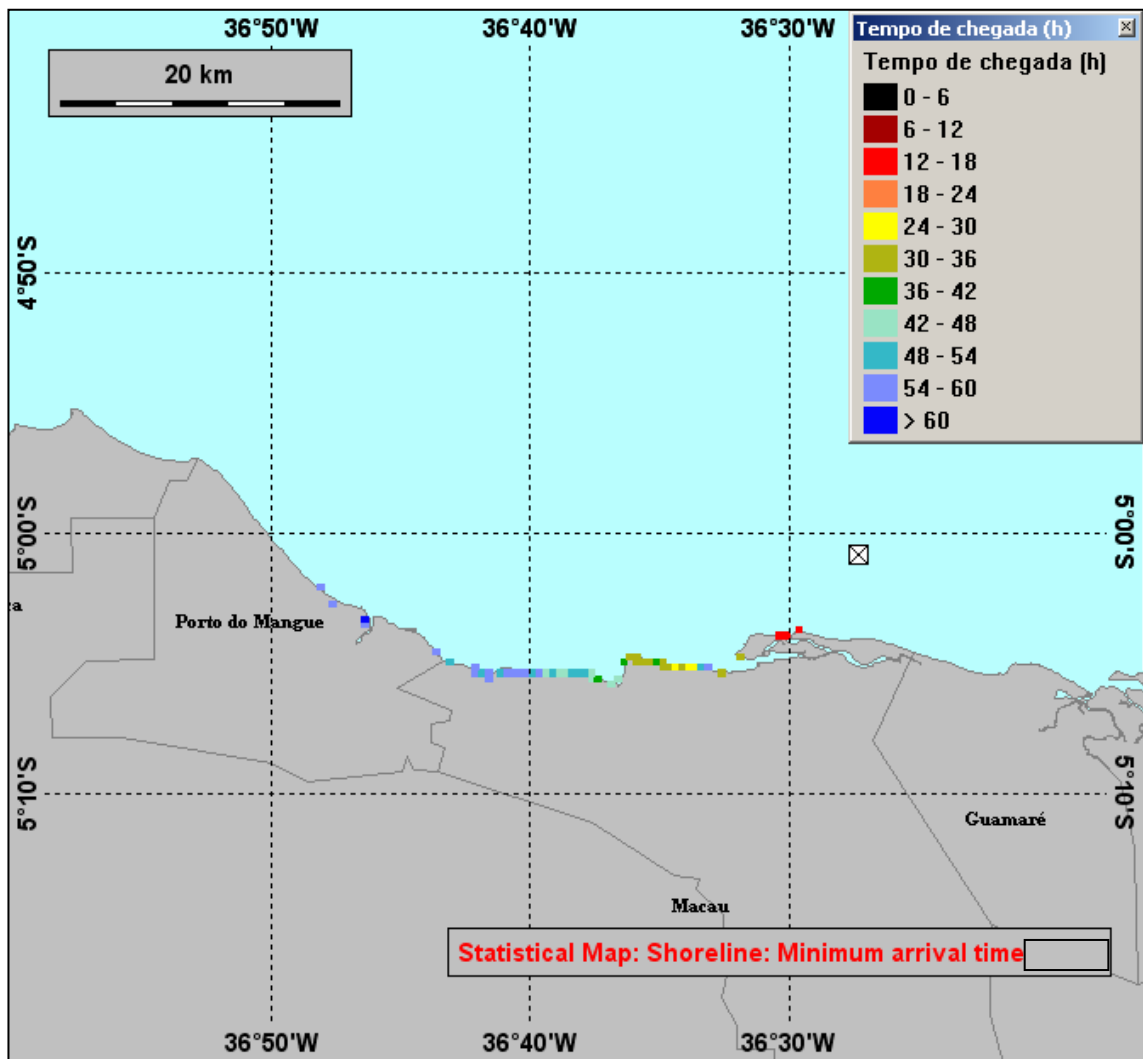 36°50'W 36°40'W 36°30'W
Tempo de chegada (h)
Tempo de chegada (h)
0 - 6
6 - 12
12 - 18
18 - 24
24 - 30
30 - 36
36 - 42
42 - 48
48 - 54
54 - 60
> 60
20 km
4°50'S
5°00'S
5°00'S
ca
Porto do Mangue
5°10'S
5°10'S
Guamaré
Macau
Statistical Map: Shoreline: Minimum arrival time
36°50'W 36°40'W 36°30'W